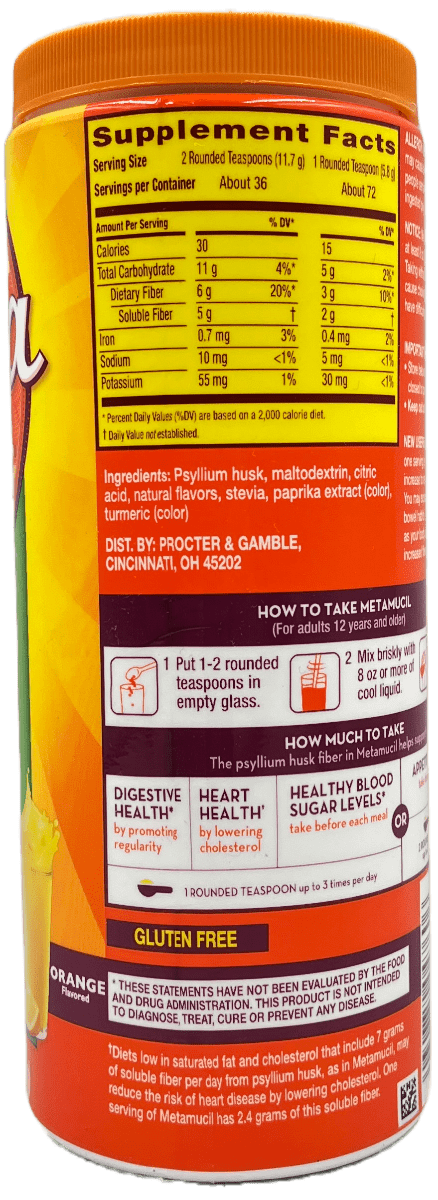 Supplement Facts
Serving Size 2 Rounded Teaspoons (11.7 g) 1 Rounded Teaspoon (5.8 g)
Servings per Container About 36 About 72
Amount Per Serving % DV* % DV*
Calories 30 15
Total Carbohydrate 11 g 4%* 5 g 2%*
Dietary Fiber 6 g 20%* 3 g 10%*
Soluble Fiber 5 g † 2 g †
Iron 0.7 mg 3% 0.4 mg 2%
Sodium 10 mg <1% 5 mg <1%
Potassium 55 mg 1% 30 mg <1%
* Percent Daily Values (%DV) are based on a 2,000 calorie diet.
† Daily Value not established.
Ingredients: Psyllium husk, maltodextrin, citric
acid, natural flavors, stevia, paprika extract (color),
turmeric (color)
DIST. BY: PROCTER & GAMBLE,
CINCINNATI, OH 45202
HOW TO TAKE METAMUCIL
(For adults 12 years and older)
1 Put 1-2 rounded
teaspoons in
empty glass.
2 Mix briskly with
8 oz or more of
cool liquid.
HOW MUCH TO TAKE
The psyllium husk fiber in Metamucil helps
DIGESTIVE
HEALTH*
by promoting
regularity
HEART
HEALTH†
by lowering
cholesterol
HEALTHY BLOOD
SUGAR LEVELS*
take before each meal
OR
1 ROUNDED TEASPOON up to 3 times per day
GLUTEN FREE
ORANGE
Flavored
* THESE STATEMENTS HAVE NOT BEEN EVALUATED BY THE FOOD
AND DRUG ADMINISTRATION. THIS PRODUCT IS NOT INTENDED
TO DIAGNOSE, TREAT, CURE OR PREVENT ANY DISEASE.
†Diets low in saturated fat and cholesterol that include 7 grams
of soluble fiber per day from psyllium husk, as in Metamucil, may
reduce the risk of heart disease by lowering cholesterol. One
serving of Metamucil has 2.4 grams of this soluble fiber.